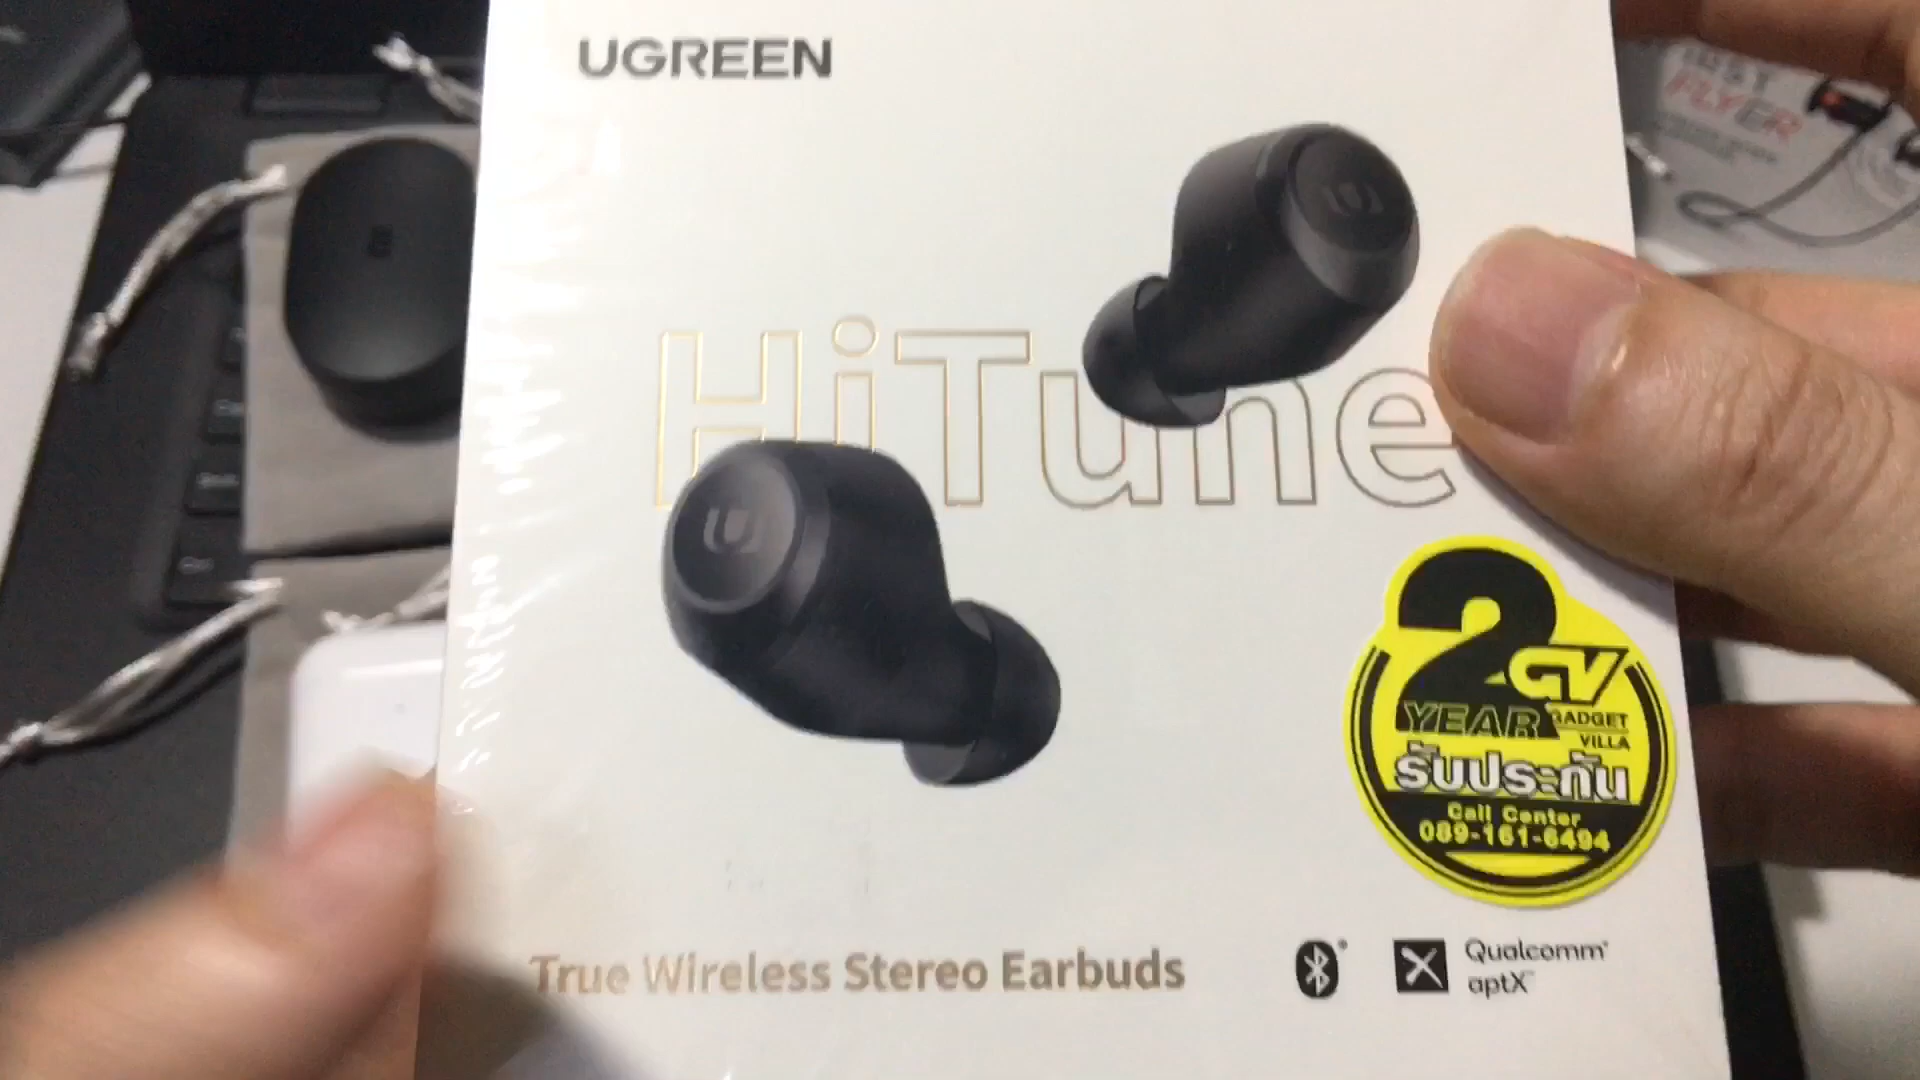 UGREEN
HiTune
2
GV
YEAR
GADGET
VILLA
รับประกัน
Call Center
089-161-6494
True Wireless Stereo Earbuds
Qualcomm
aptX
FLYER